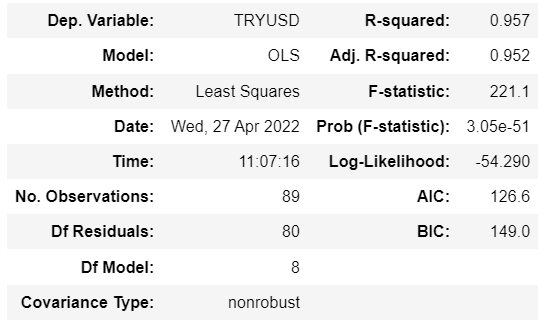 Dep. Variable: TRYUSD R-squared: 0.957
Model: OLS Adj. R-squared: 0.952
Method: Least Squares F-statistic: 221.1
Date: Wed, 27 Apr 2022 Prob (F-statistic): 3.05e-51
Time: 11:07:16 Log-Likelihood: -54.290
No. Observations: 89 AIC: 126.6
Df Residuals: 80 BIC: 149.0
Df Model: 8
Covariance Type: nonrobust